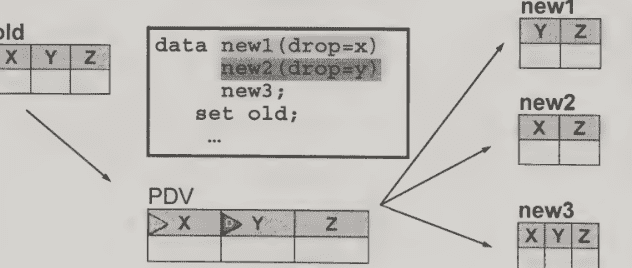 old
X Y Z
data new1(drop=x)
new2(drop=y)
new3;
set old;
...
PDV
X D Y Z
new1
Y Z
new2
X Z
new3
X Y Z